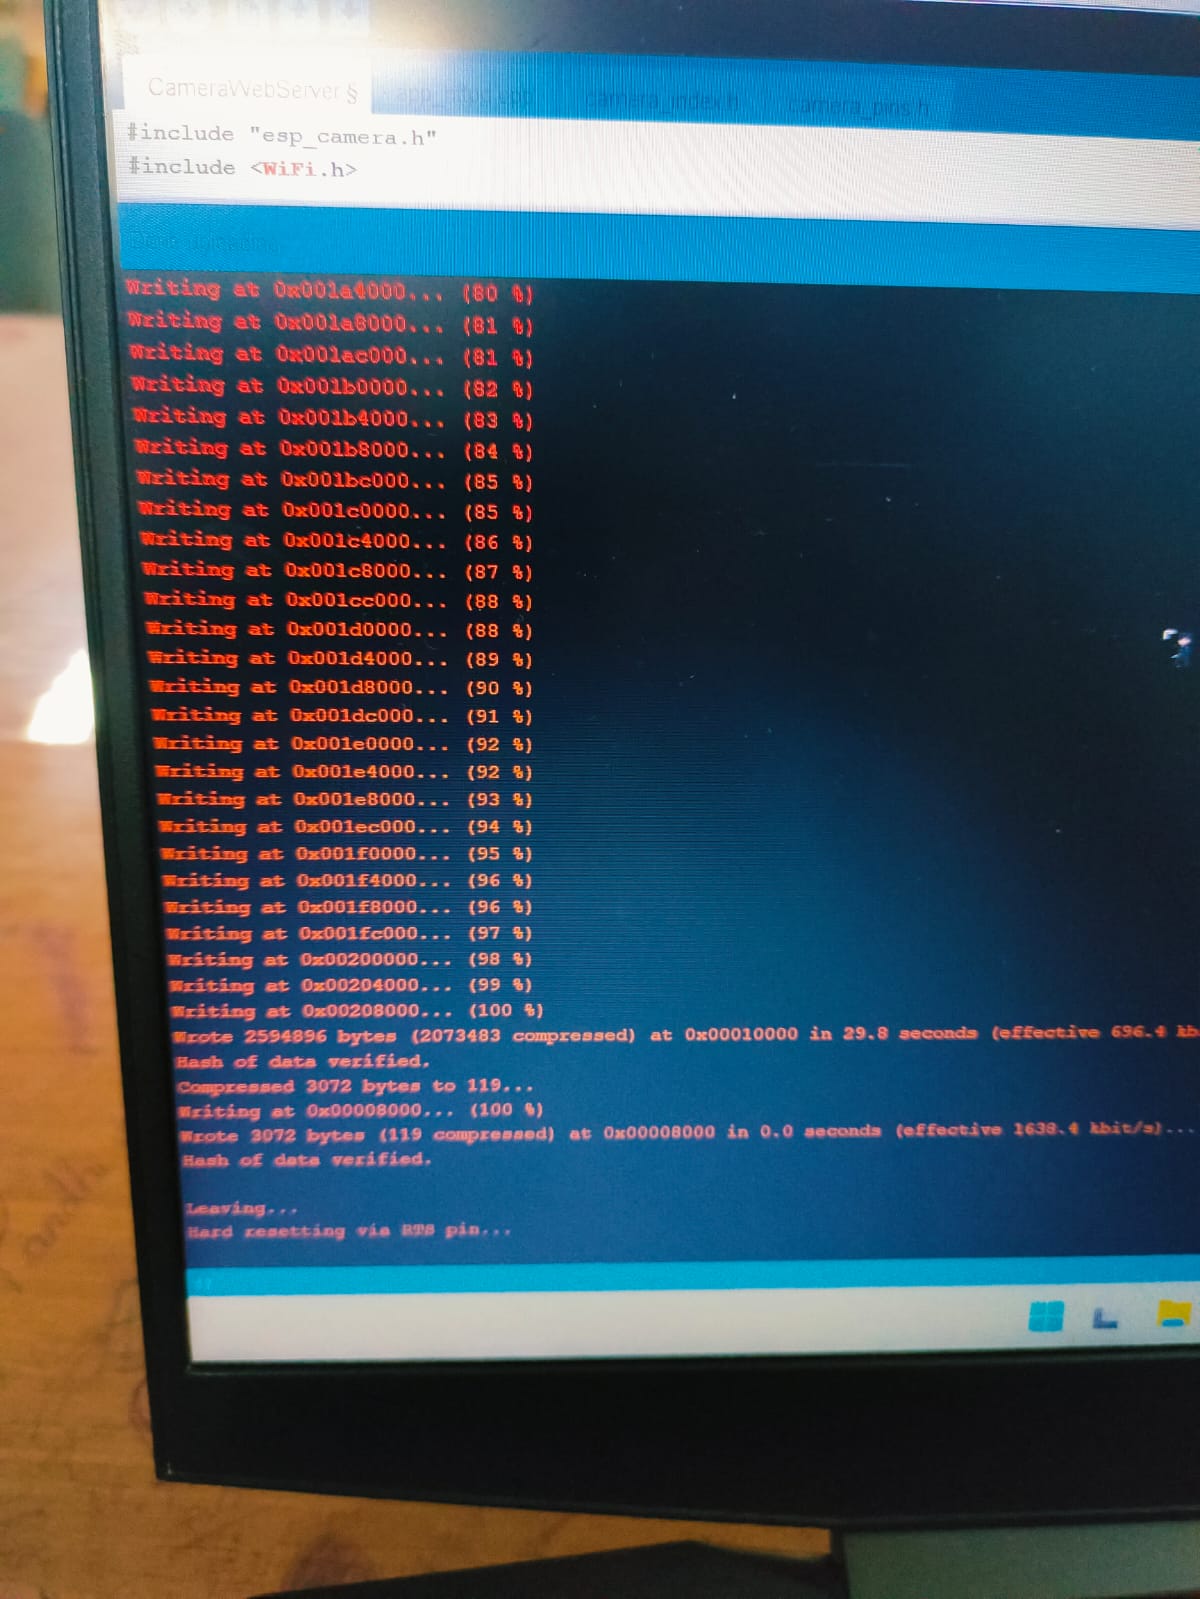 CameraWebServer §
app_httpd.cpp
camera_index.h
camera_pins.h
#include "esp_camera.h"
#include <WiFi.h>
Done uploading.
Writing at 0x001a4000... (80 %)
Writing at 0x001a8000... (81 %)
Writing at 0x001ac000... (81 %)
Writing at 0x001b0000... (82 %)
Writing at 0x001b4000... (83 %)
Writing at 0x001b8000... (84 %)
Writing at 0x001bc000... (85 %)
Writing at 0x001c0000... (85 %)
Writing at 0x001c4000... (86 %)
Writing at 0x001c8000... (87 %)
Writing at 0x001cc000... (88 %)
Writing at 0x001d0000... (88 %)
Writing at 0x001d4000... (89 %)
Writing at 0x001d8000... (90 %)
Writing at 0x001dc000... (91 %)
Writing at 0x001e0000... (92 %)
Writing at 0x001e4000... (92 %)
Writing at 0x001e8000... (93 %)
Writing at 0x001ec000... (94 %)
Writing at 0x001f0000... (95 %)
Writing at 0x001f4000... (96 %)
Writing at 0x001f8000... (96 %)
Writing at 0x001fc000... (97 %)
Writing at 0x00200000... (98 %)
Writing at 0x00204000... (99 %)
Writing at 0x00208000... (100 %)
Wrote 2594896 bytes (2073483 compressed) at 0x00010000 in 29.8 seconds (effective 696.4 kb
Hash of data verified.
Compressed 3072 bytes to 119...
Writing at 0x00008000... (100 %)
Wrote 3072 bytes (119 compressed) at 0x00008000 in 0.0 seconds (effective 1638.4 kbit/s)...
Hash of data verified.
Leaving...
Hard resetting via RTS pin...